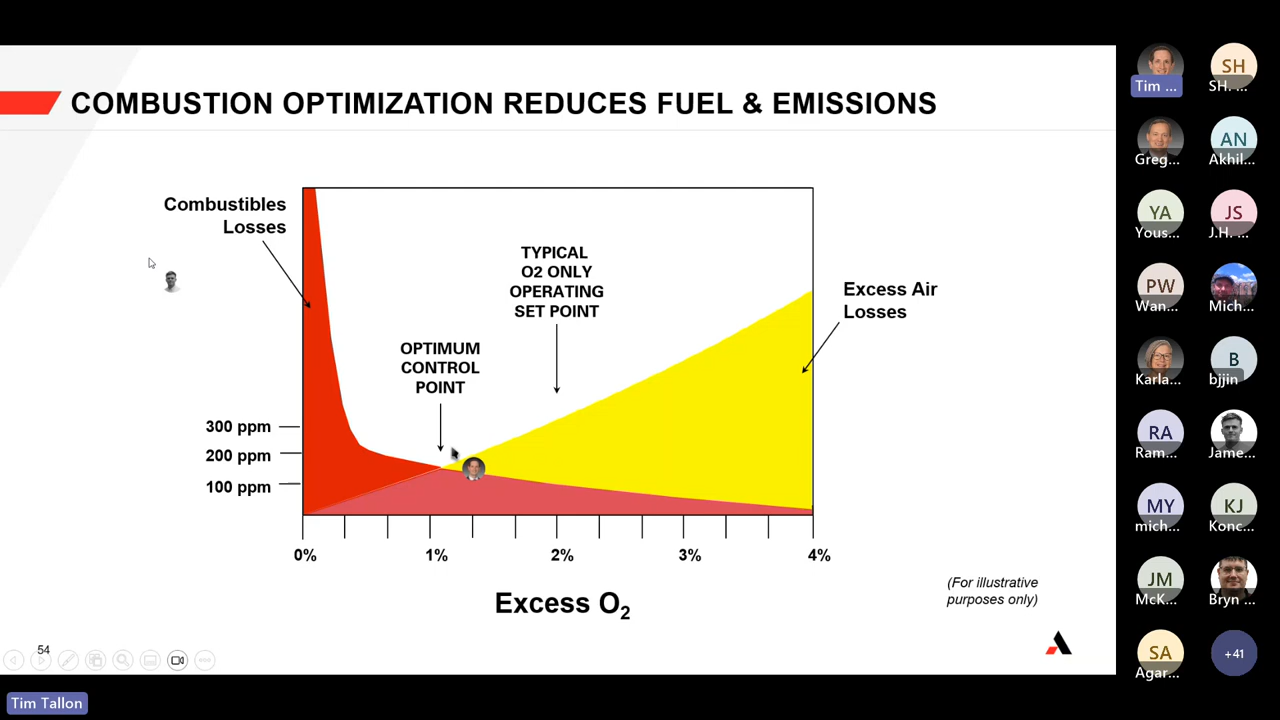 COMBUSTION OPTIMIZATION REDUCES FUEL & EMISSIONS
Combustibles
Losses
TYPICAL
O2 ONLY
OPERATING
SET POINT
Excess Air
Losses
OPTIMUM
CONTROL
POINT
300 ppm
200 ppm
100 ppm
0% 1% 2% 3% 4%
Excess O₂
(For illustrative
purposes only)
54
Tim Tallon
Tim ...
SH
SH. ...
Greg...
AN
Akhil...
YA
Yous...
JS
J.H. ...
PW
Wan...
Mich...
Karla...
B
bjjin
RA
Ram...
Jame...
MY
mich...
KJ
Konc...
JM
McK...
Bryn ...
SA
Agar...
+41